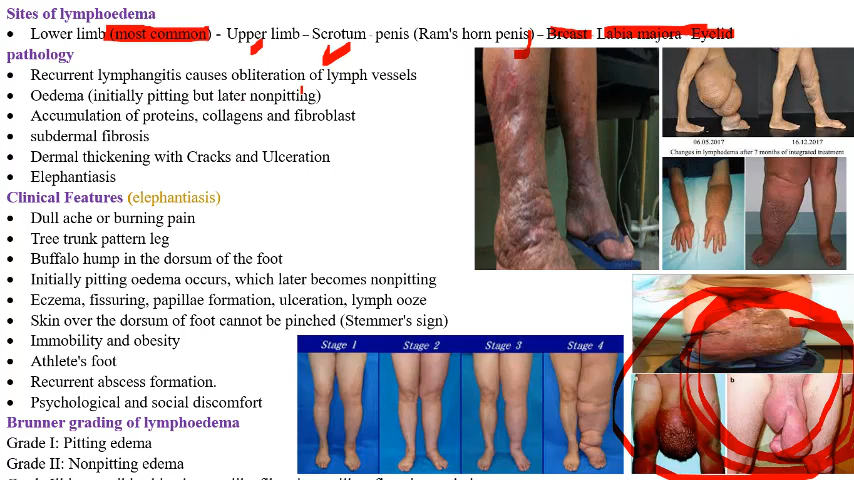 Sites of lymphoedema
• Lower limb (most common) - Upper limb – Scrotum - penis (Ram's horn penis) – Breast Labia majora Eyelid
pathology
• Recurrent lymphangitis causes obliteration of lymph vessels
• Oedema (initially pitting but later nonpitting)
• Accumulation of proteins, collagens and fibroblast
• subdermal fibrosis
• Dermal thickening with Cracks and Ulceration
• Elephantiasis
Clinical Features (elephantiasis)
• Dull ache or burning pain
• Tree trunk pattern leg
• Buffalo hump in the dorsum of the foot
• Initially pitting oedema occurs, which later becomes nonpitting
• Eczema, fissuring, papillae formation, ulceration, lymph ooze
• Skin over the dorsum of foot cannot be pinched (Stemmer's sign)
• Immobility and obesity
• Athlete's foot
• Recurrent abscess formation.
• Psychological and social discomfort
Brunner grading of lymphoedema
Grade I: Pitting edema
Grade II: Nonpitting edema
06.05.2017 16.12.2017
Changes in lymphedema after 7 months of integrated treatment
Stage 1 Stage 2 Stage 3 Stage 4
a b